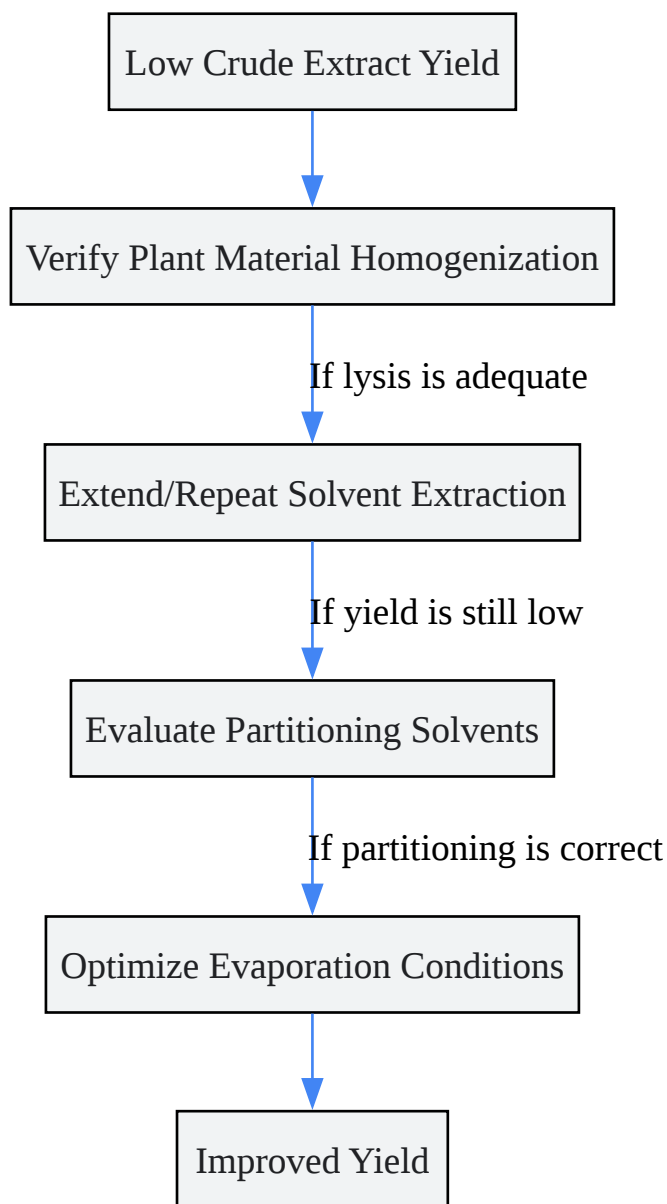 Low Crude Extract Yield
Verify Plant Material Homogenization
If lysis is adequate
Extend/Repeat Solvent Extraction
If yield is still low
Evaluate Partitioning Solvents
If partitioning is correct
Optimize Evaporation Conditions
Improved Yield